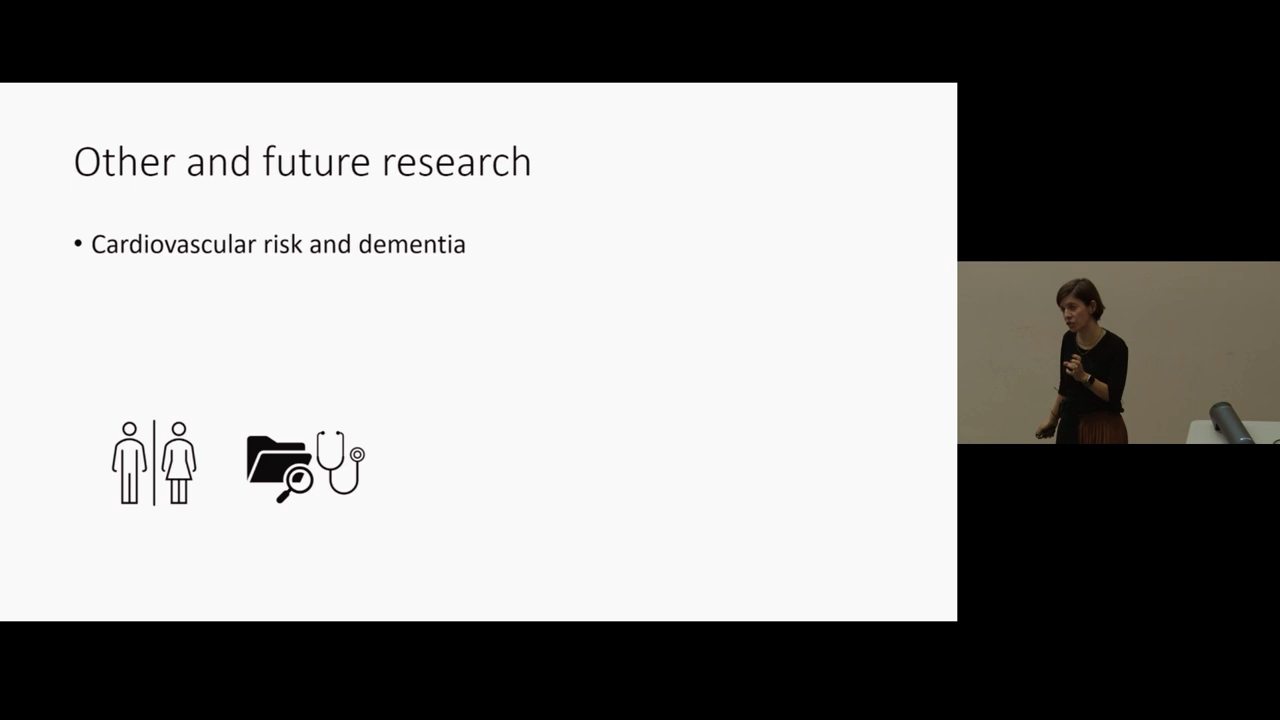 Other and future research
• Cardiovascular risk and dementia